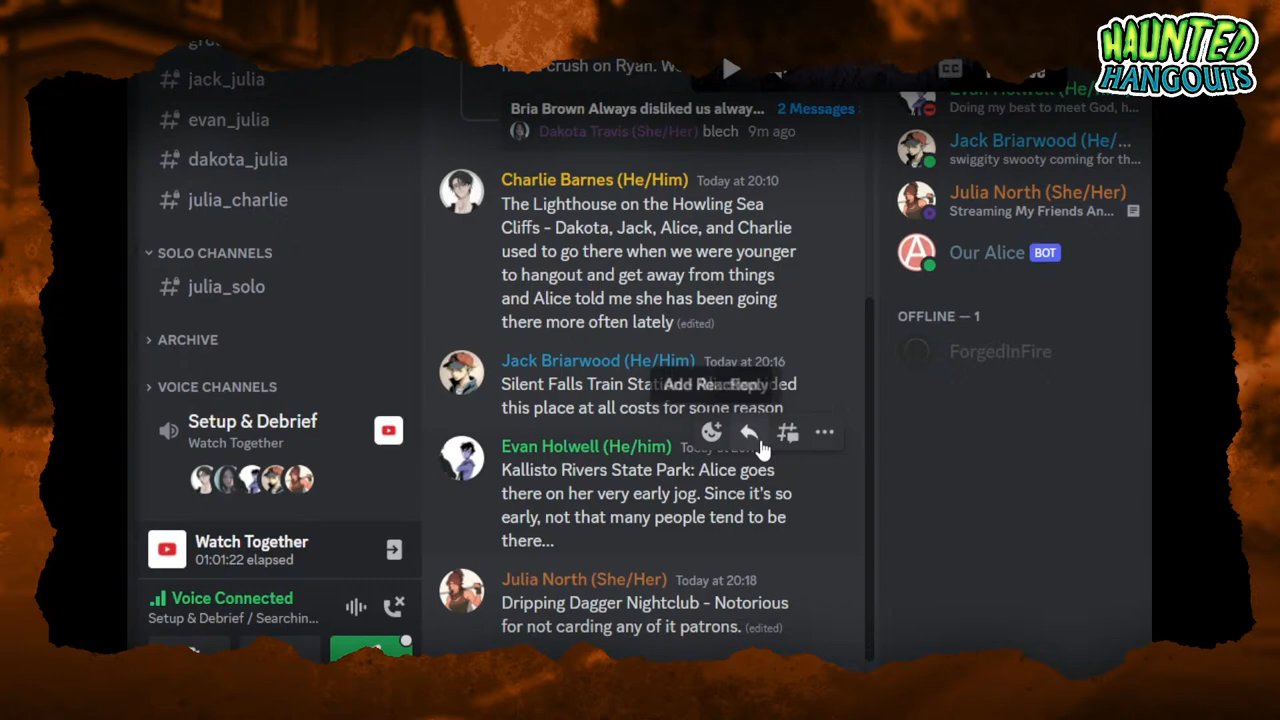 HAUNTED
HANGOUTS
# jack_julia
# evan_julia
# dakota_julia
# julia_charlie
SOLO CHANNELS
# julia_solo
ARCHIVE
VOICE CHANNELS
Setup & Debrief
Watch Together
Watch Together
01:01:22 elapsed
Voice Connected
Setup & Debrief / Searchin...
crush on Ryan.
Bria Brown Always disliked us alway... 2 Messages
Dakota Travis (She/Her) blech 9m ago
Charlie Barnes (He/Him) Today at 20:10
The Lighthouse on the Howling Sea
Cliffs - Dakota, Jack, Alice, and Charlie
used to go there when we were younger
to hangout and get away from things
and Alice told me she has been going
there more often lately (edited)
Jack Briarwood (He/Him) Today at 20:16
Silent Falls Train
this place at all costs for some reason
Evan Holwell (He/him)
Kallisto Rivers State Park: Alice goes
there on her very early jog. Since it's so
early, not that many people tend to be
there...
Julia North (She/Her) Today at 20:18
Dripping Dagger Nightclub - Notorious
for not carding any of it patrons. (edited)
CC
Evan Holwell (He/
Doing my best to meet God, h...
Jack Briarwood (He/...
swiggity swooty coming for th...
Julia North (She/Her)
Streaming My Friends An...
Our Alice BOT
OFFLINE — 1
ForgedInFire